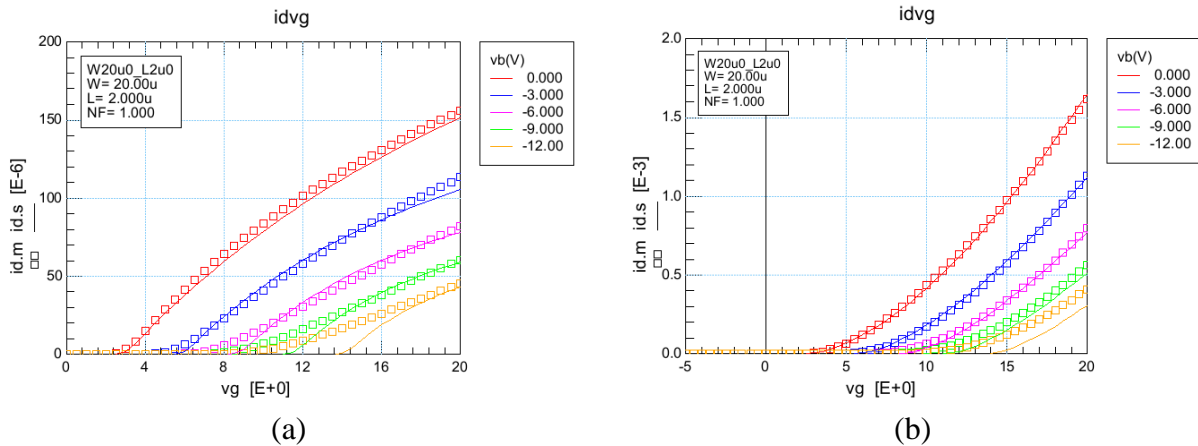 idvg
200
150
100
50
0
id.m id.s [E-6]
W20u0_L2u0
W= 20.00u
L= 2.000u
NF= 1.000
0 4 8 12 16 20
vg [E+0]
vb(V)
0.000
-3.000
-6.000
-9.000
-12.00
(a)
idvg
2.0
1.5
1.0
0.5
0.0
id.m id.s [E-3]
W20u0_L2u0
W= 20.00u
L= 2.000u
NF= 1.000
-5 0 5 10 15 20
vg [E+0]
vb(V)
0.000
-3.000
-6.000
-9.000
-12.00
(b)